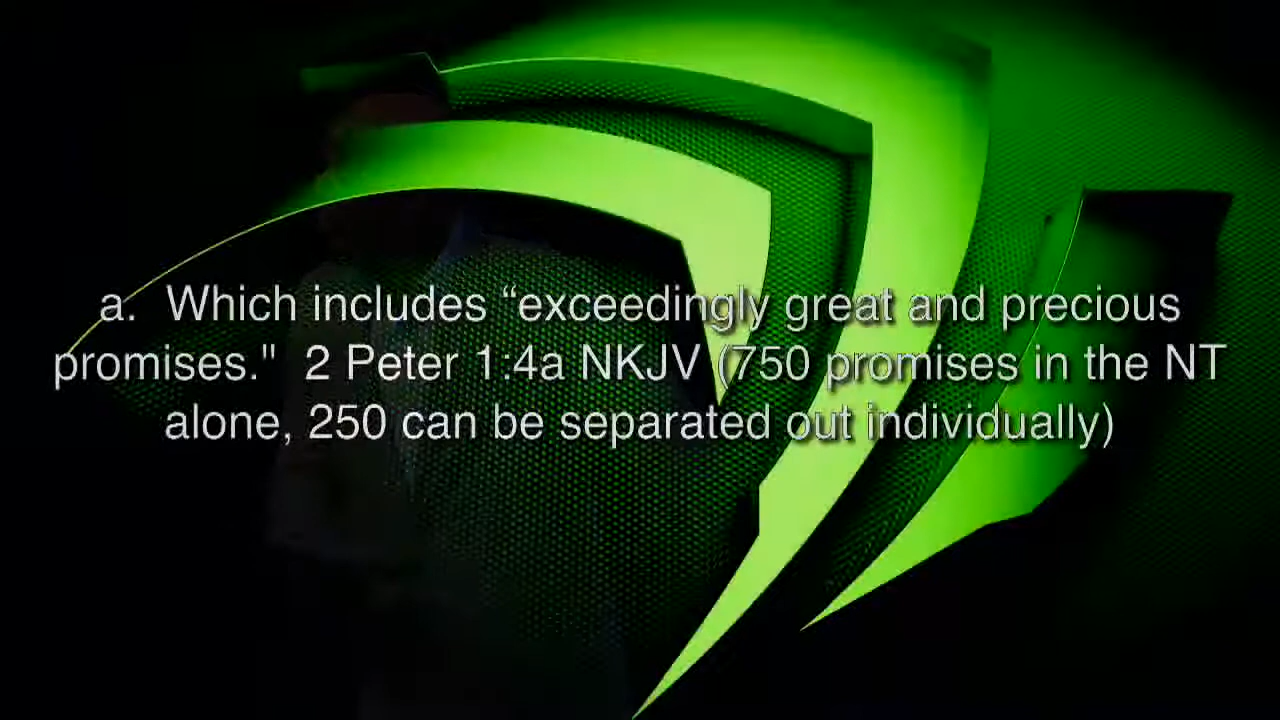 a.  Which includes “exceedingly great and precious
promises."  2 Peter 1:4a NKJV (750 promises in the NT
alone, 250 can be separated out individually)